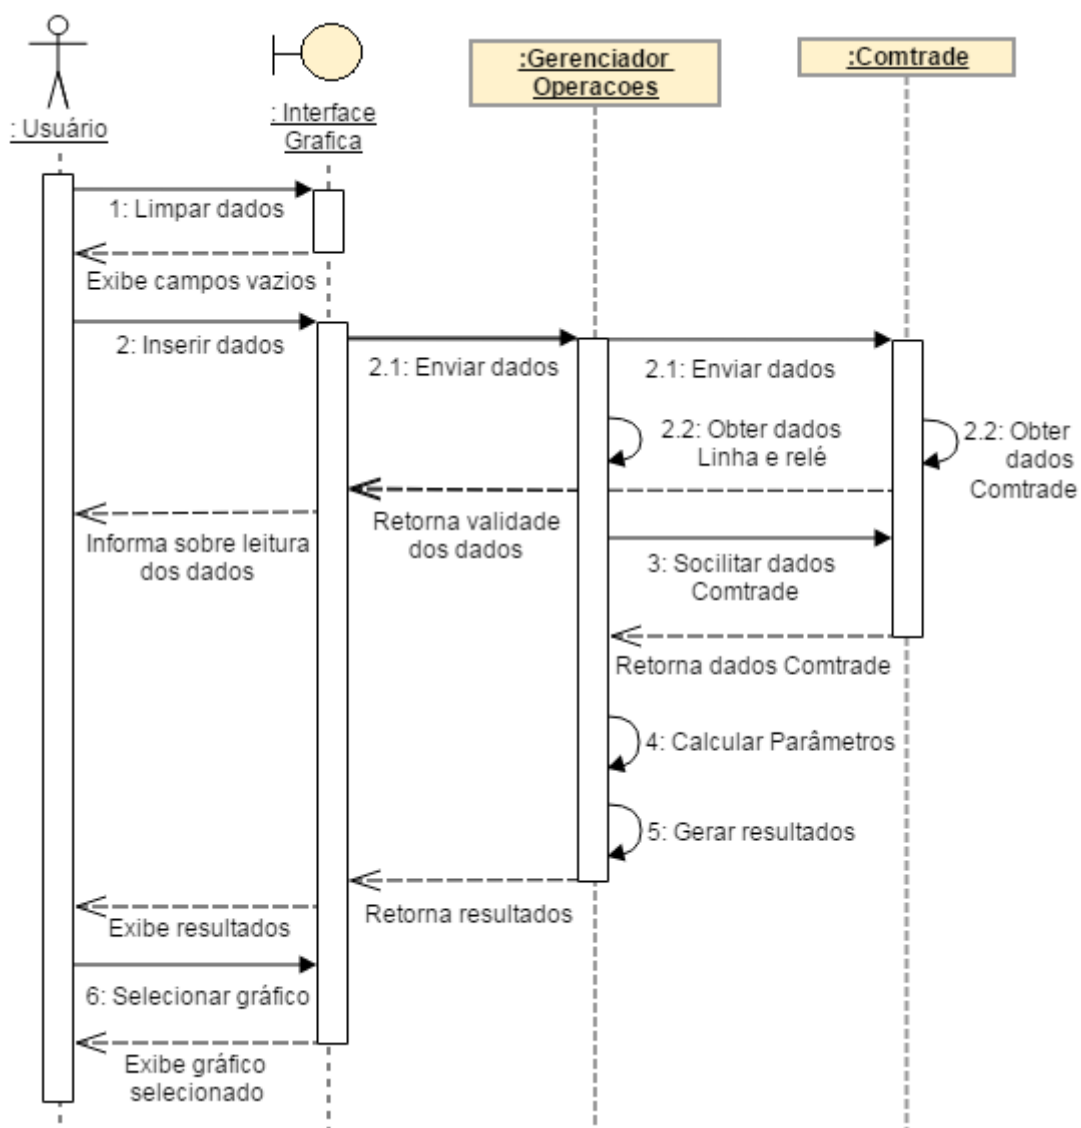 : Usuário
: Interface
Grafica
:Gerenciador
Operacoes
:Comtrade
1: Limpar dados
Exibe campos vazios
2: Inserir dados
2.1: Enviar dados
2.1: Enviar dados
2.2: Obter dados
Linha e relé
2.2: Obter
dados
Comtrade
Retorna validade
dos dados
Informa sobre leitura
dos dados
3: Socilitar dados
Comtrade
Retorna dados Comtrade
4: Calcular Parâmetros
5: Gerar resultados
Retorna resultados
Exibe resultados
6: Selecionar gráfico
Exibe gráfico
selecionado